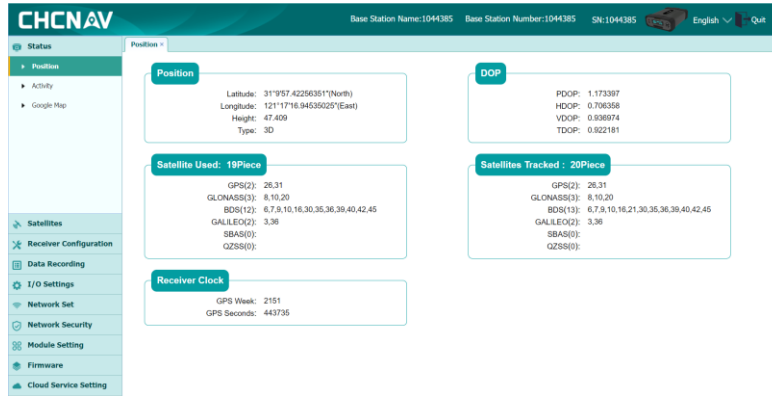 CHCNAV
Base Station Name:1044385 Base Station Number:1044385 SN:1044385 English Quit
Status
Position
Activity
Google Map
Satellites
Receiver Configuration
Data Recording
I/O Settings
Network Set
Network Security
Module Setting
Firmware
Cloud Service Setting
Position ×
Position
Latitude: 31°9'57.42256351"(North)
Longitude: 121°17'16.94535025"(East)
Height: 47.409
Type: 3D
DOP
PDOP: 1.173397
HDOP: 0.706358
VDOP: 0.936974
TDOP: 0.922181
Satellite Used: 19Piece
GPS(2): 26,31
GLONASS(3): 8,10,20
BDS(12): 6,7,9,10,16,30,35,36,39,40,42,45
GALILEO(2): 3,36
SBAS(0):
QZSS(0):
Satellites Tracked : 20Piece
GPS(2): 26,31
GLONASS(3): 8,10,20
BDS(13): 6,7,9,10,16,21,30,35,36,39,40,42,45
GALILEO(2): 3,36
SBAS(0):
QZSS(0):
Receiver Clock
GPS Week: 2151
GPS Seconds: 443735